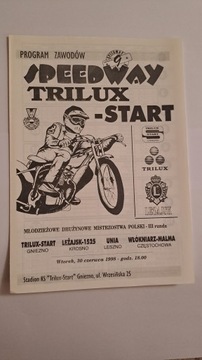 PROGRAM ZAWODÓW
SPEEDWAY
TRILUX
-START
TRILUX
MŁODZIEŻOWE DRUŻYNOWE MISTRZOSTWA POLSKI - III runda
TRILUX-START LEŻAJSK-1525 UNIA WŁÓKNIARZ-MALMA
GNIEZNO KROSNO LESZNO CZĘSTOCHOWA
Wtorek, 30 czerwca 1998 - godz. 18.00
Stadion KS "Trilux-Start" Gniezno, ul. Wrzesińska 25